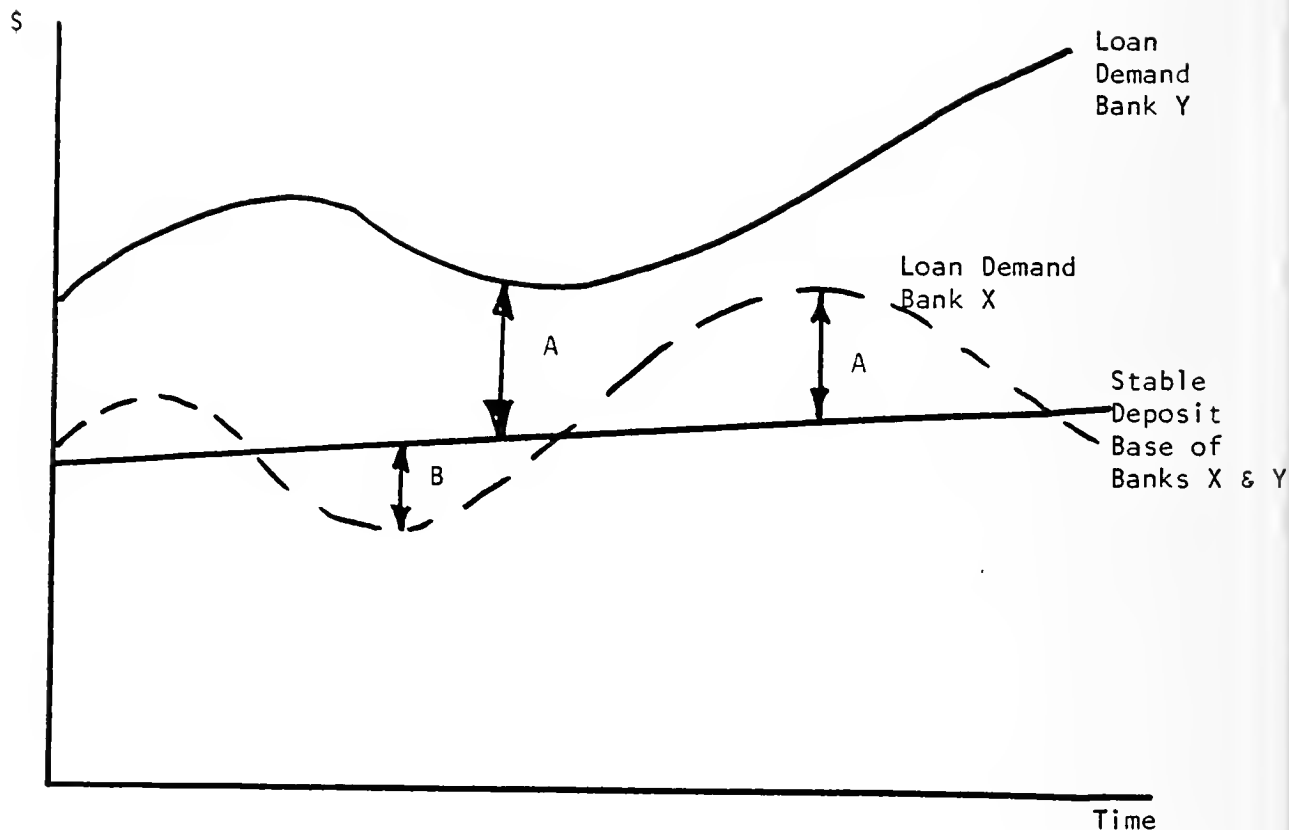 $
Loan
Demand
Bank Y
Loan Demand
Bank X
A
A
Stable
Deposit
Base of
Banks X & Y
B
Time